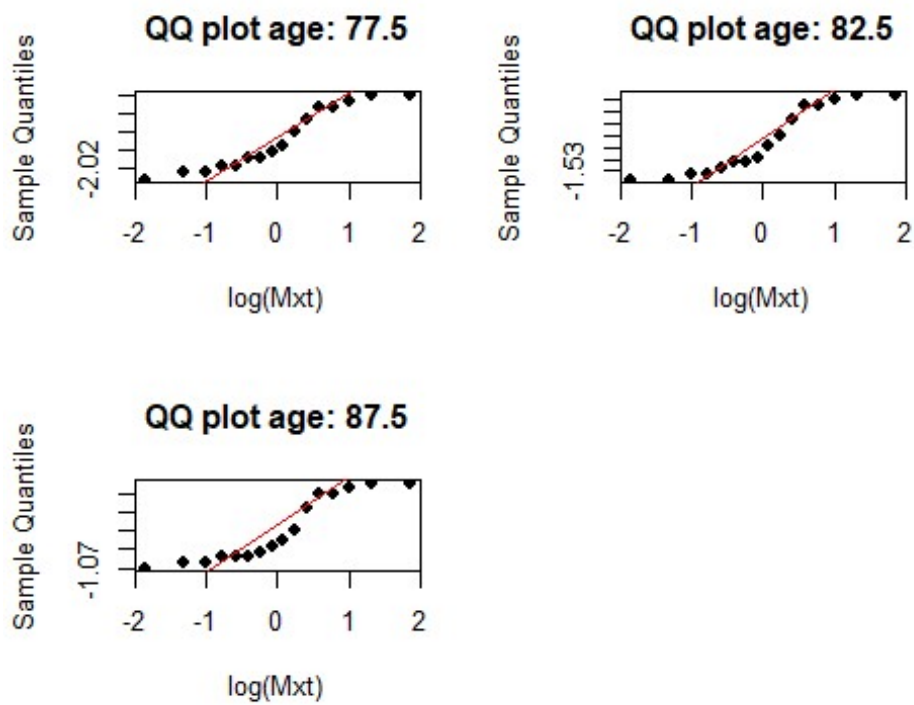 QQ plot age: 77.5
Sample Quantiles
-2.02
-2 -1 0 1 2
log(Mxt)
QQ plot age: 82.5
Sample Quantiles
-1.53
-2 -1 0 1 2
log(Mxt)
QQ plot age: 87.5
Sample Quantiles
-1.07
-2 -1 0 1 2
log(Mxt)